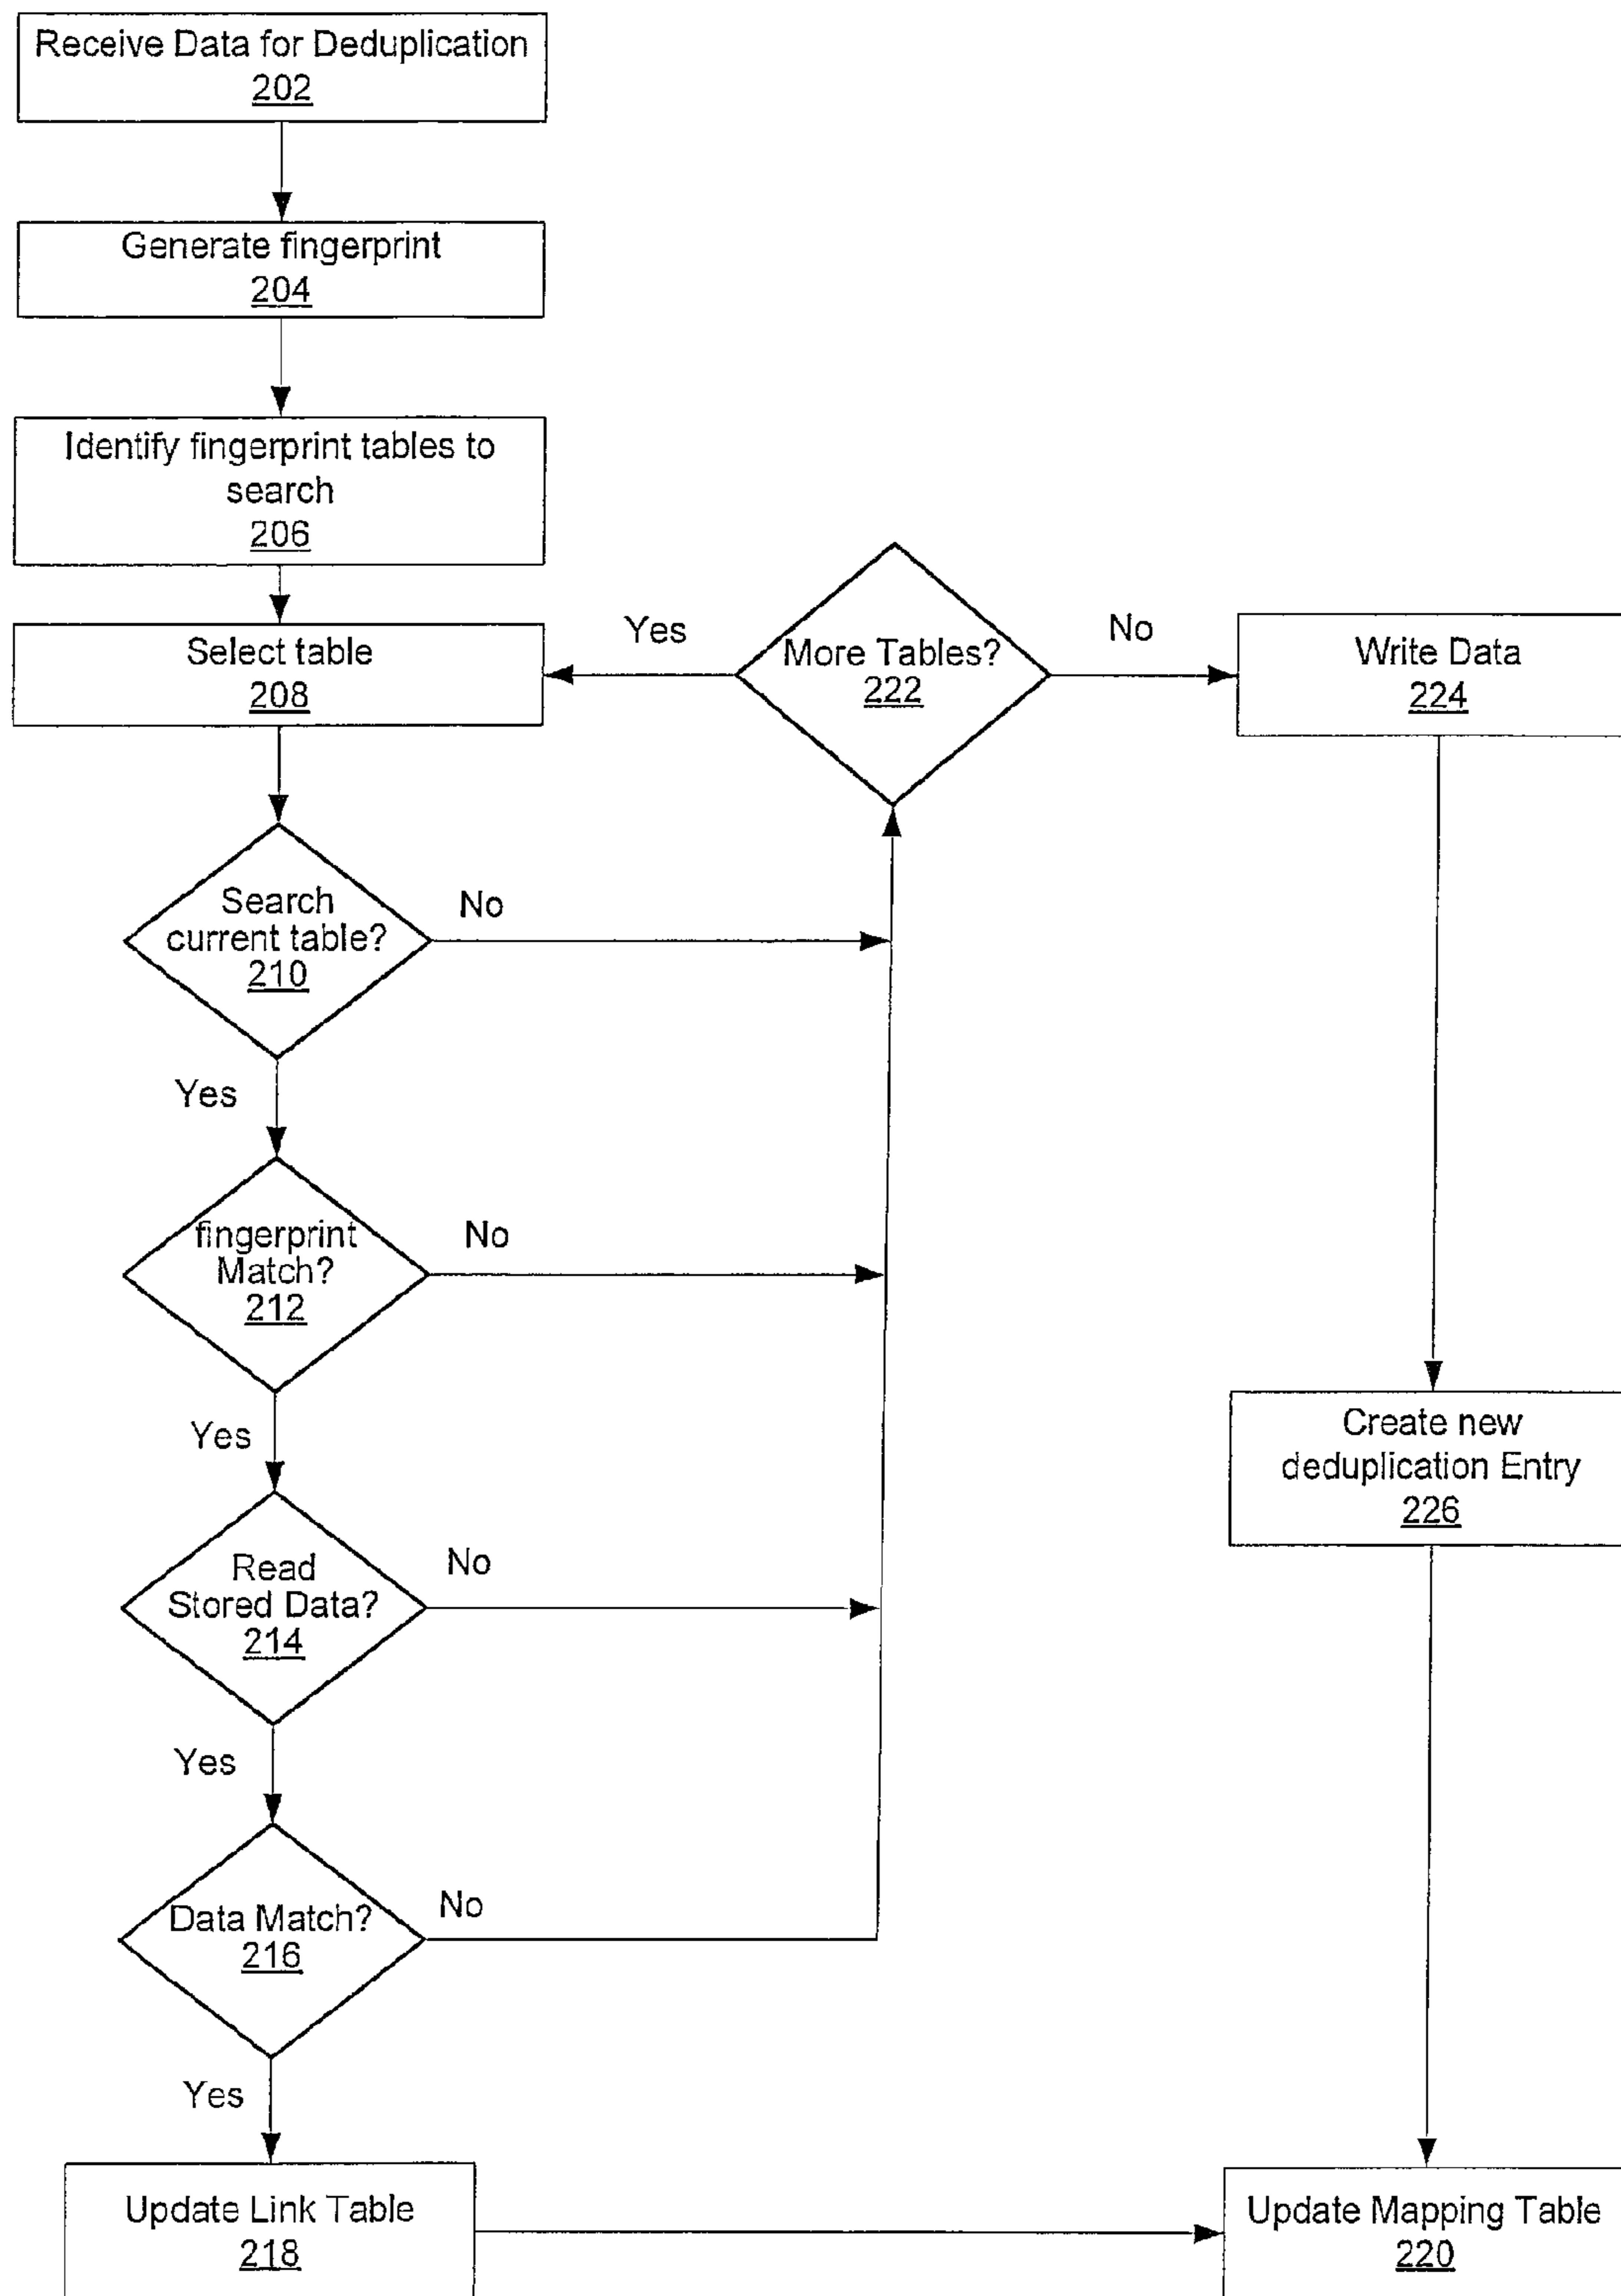 Receive Data for Deduplication
202
Generate fingerprint
204
Identify fingerprint tables to
search
206
Select table
208
Yes
More Tables?
222
No
Write Data
224
Search
current table?
210
No
Yes
fingerprint
Match?
212
No
Yes
Create new
deduplication Entry
226
Read
Stored Data?
214
No
Yes
Data Match?
216
No
Yes
Update Link Table
218
Update Mapping Table
220